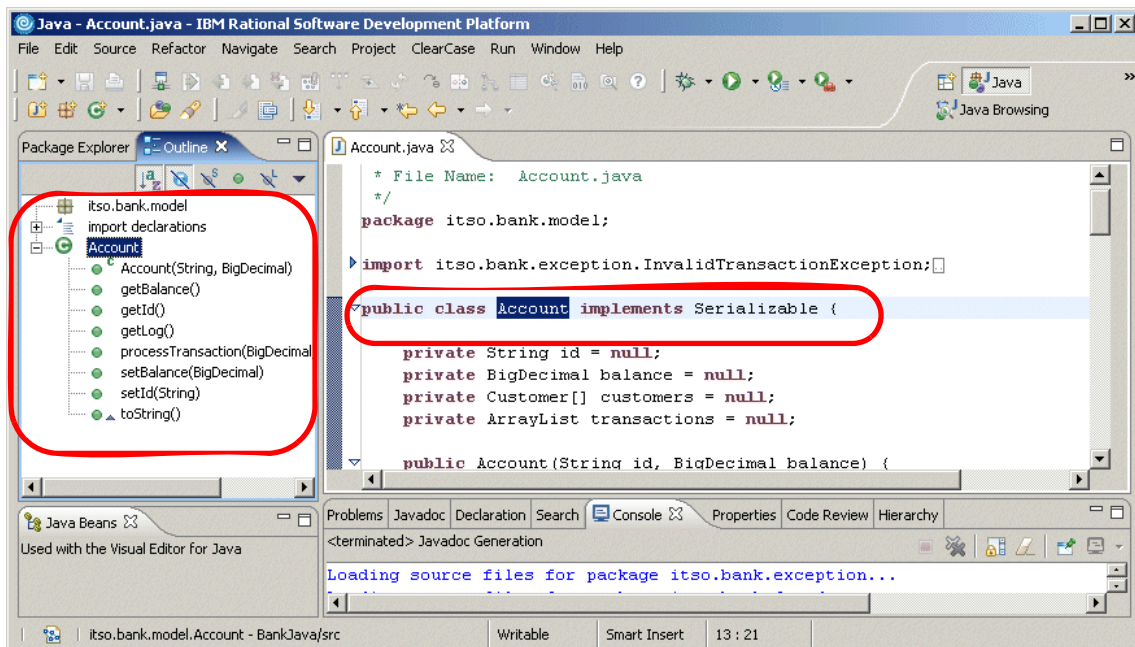 Java - Account.java - IBM Rational Software Development Platform
File Edit Source Refactor Navigate Search Project ClearCase Run Window Help
Java
Java Browsing
Package Explorer Outline
itso.bank.model
import declarations
Account
Account(String, BigDecimal)
getBalance()
getId()
getLog()
processTransaction(BigDecimal
setBalance(BigDecimal)
setId(String)
toString()
Account.java
* File Name: Account.java
*/
package itso.bank.model;
import itso.bank.exception.InvalidTransactionException;
public class Account implements Serializable {
private String id = null;
private BigDecimal balance = null;
private Customer[] customers = null;
private ArrayList transactions = null;
public Account(String id, BigDecimal balance) {
Java Beans
Used with the Visual Editor for Java
Problems Javadoc Declaration Search Console Properties Code Review Hierarchy
<terminated> Javadoc Generation
Loading source files for package itso.bank.exception...
itso.bank.model.Account - BankJava/src Writable Smart Insert 13 : 21